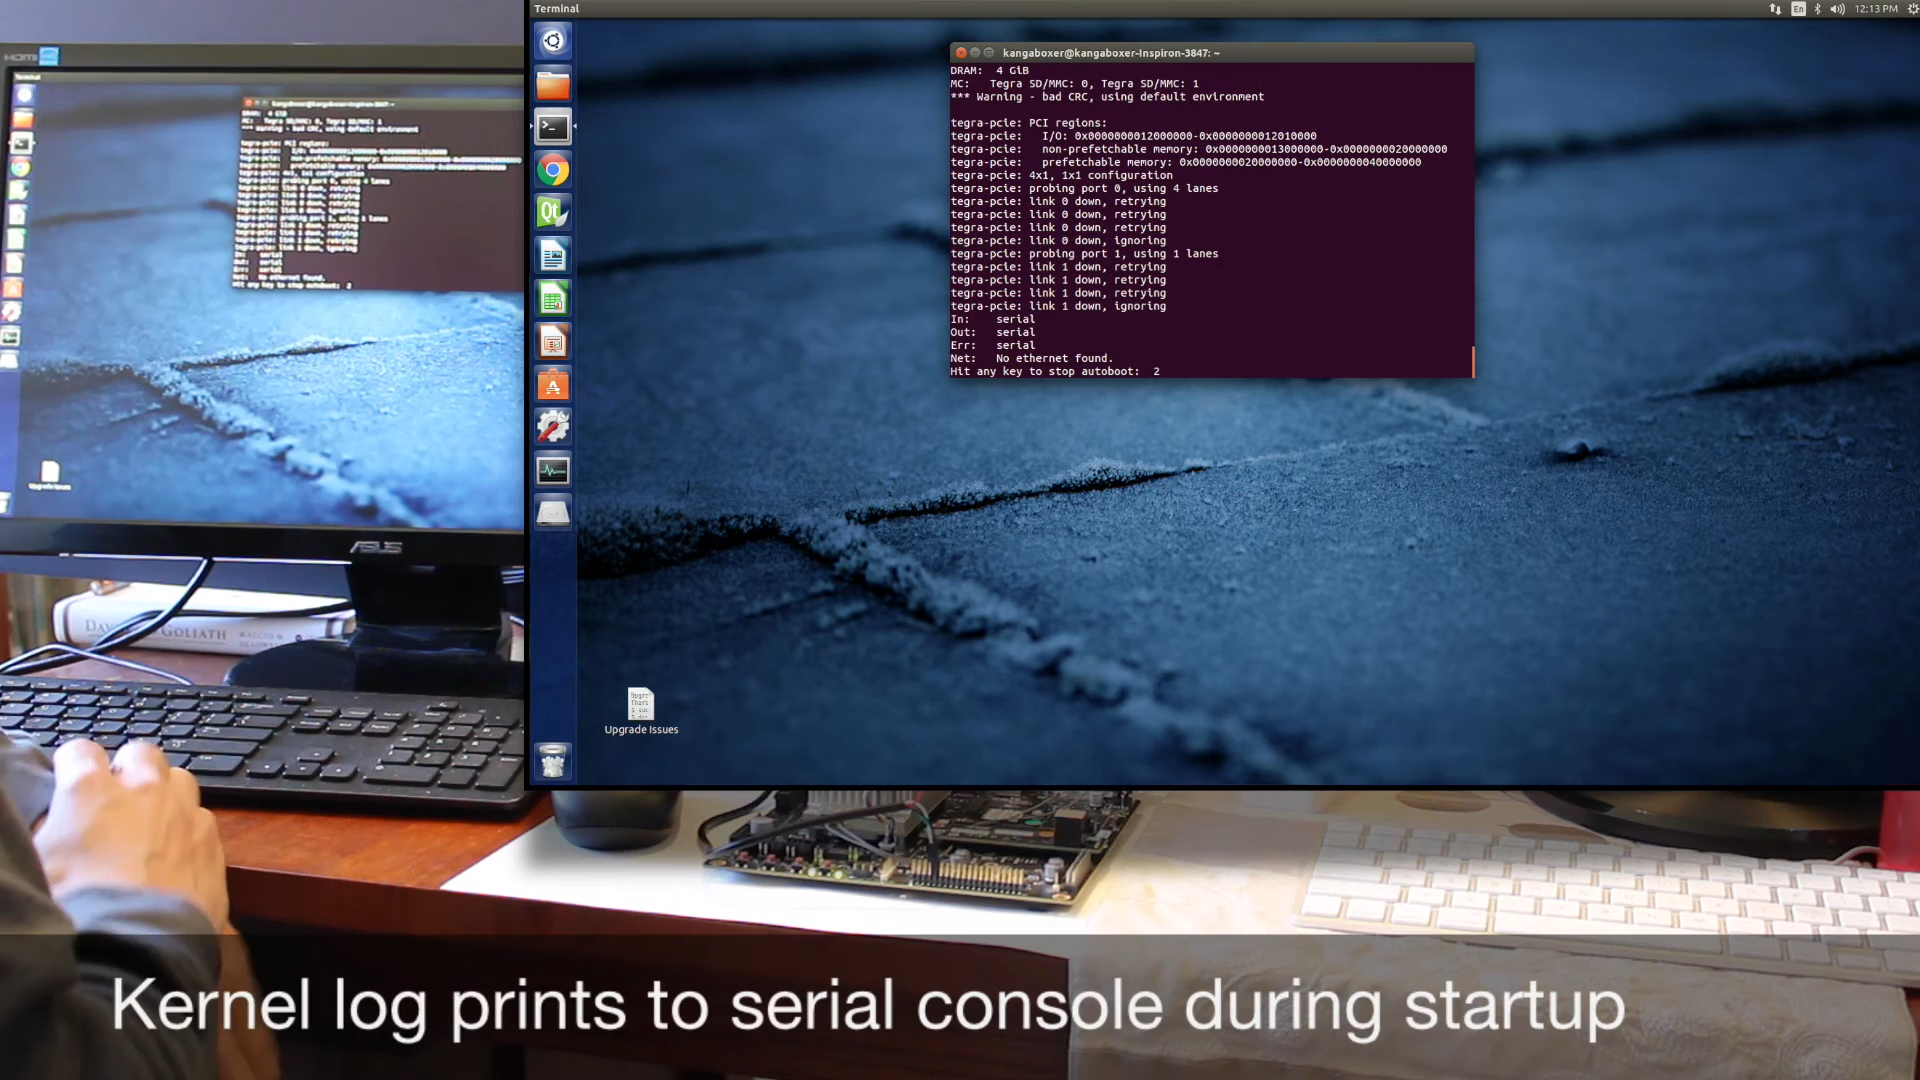 Terminal
En
12:13 PM
kangaboxer@kangaboxer-Inspiron-3847: ~
DRAM:  4 GiB
MC:   Tegra SD/MMC: 0, Tegra SD/MMC: 1
*** Warning - bad CRC, using default environment
tegra-pcie: PCI regions:
tegra-pcie:   I/O: 0x0000000012000000-0x0000000012010000
tegra-pcie:   non-prefetchable memory: 0x0000000013000000-0x0000000020000000
tegra-pcie:   prefetchable memory: 0x0000000020000000-0x0000000040000000
tegra-pcie: 4x1, 1x1 configuration
tegra-pcie: probing port 0, using 4 lanes
tegra-pcie: link 0 down, retrying
tegra-pcie: link 0 down, retrying
tegra-pcie: link 0 down, retrying
tegra-pcie: link 0 down, ignoring
tegra-pcie: probing port 1, using 1 lanes
tegra-pcie: link 1 down, retrying
tegra-pcie: link 1 down, retrying
tegra-pcie: link 1 down, retrying
tegra-pcie: link 1 down, ignoring
In:    serial
Out:   serial
Err:   serial
Net:   No ethernet found.
Hit any key to stop autoboot:  2
Qt
Upgrade Issues
HDMI
ASUS
GOLIATH
Kernel log prints to serial console during startup